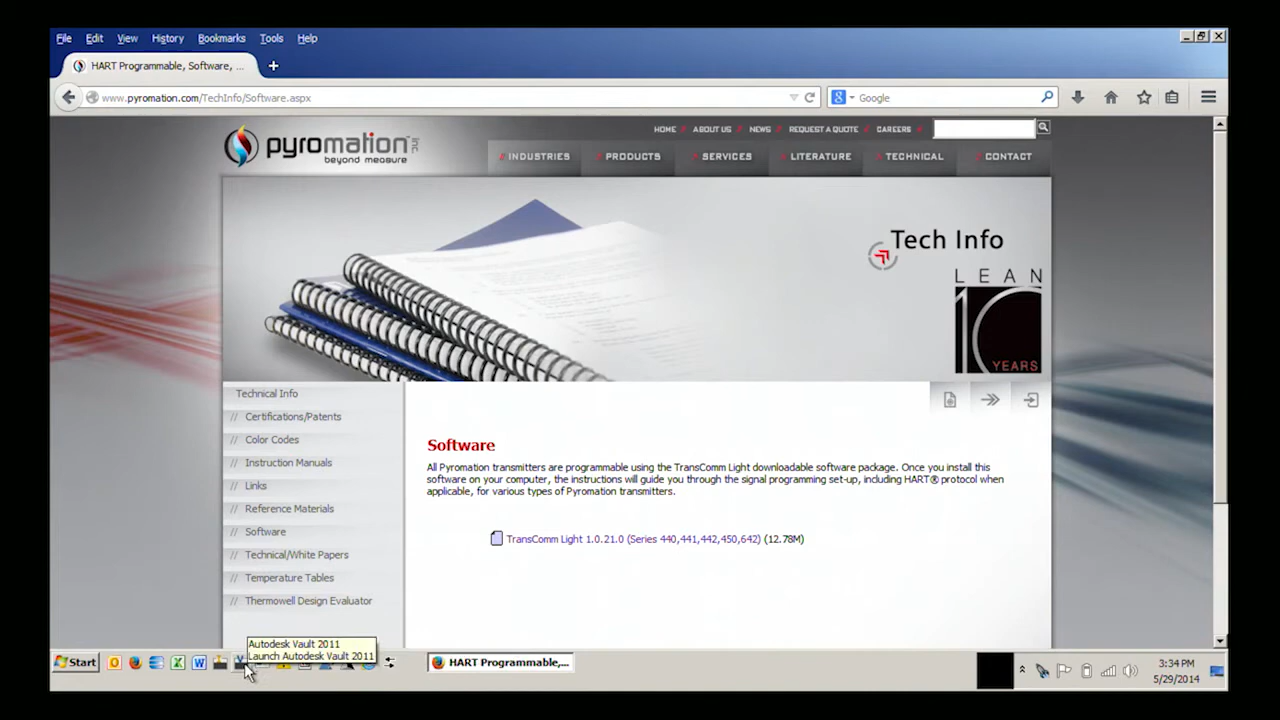 File Edit View History Bookmarks Tools Help
HART Programmable, Software, ...
www.pyromation.com/TechInfo/Software.aspx
Google
HOME ABOUT US NEWS REQUEST A QUOTE CAREERS
pyromation inc.
beyond measure
// INDUSTRIES // PRODUCTS // SERVICES // LITERATURE // TECHNICAL // CONTACT
Tech Info
LEAN
10
YEARS
Technical Info
// Certifications/Patents
// Color Codes
// Instruction Manuals
// Links
// Reference Materials
// Software
// Technical/White Papers
// Temperature Tables
// Thermowell Design Evaluator
Software
All Pyromation transmitters are programmable using the TransComm Light downloadable software package. Once you install this
software on your computer, the instructions will guide you through the signal programming set-up, including HART® protocol when
applicable, for various types of Pyromation transmitters.
TransComm Light 1.0.21.0 (Series 440,441,442,450,642) (12.78M)
Autodesk Vault 2011
Launch Autodesk Vault 2011
Start
HART Programmable,...
3:34 PM
5/29/2014